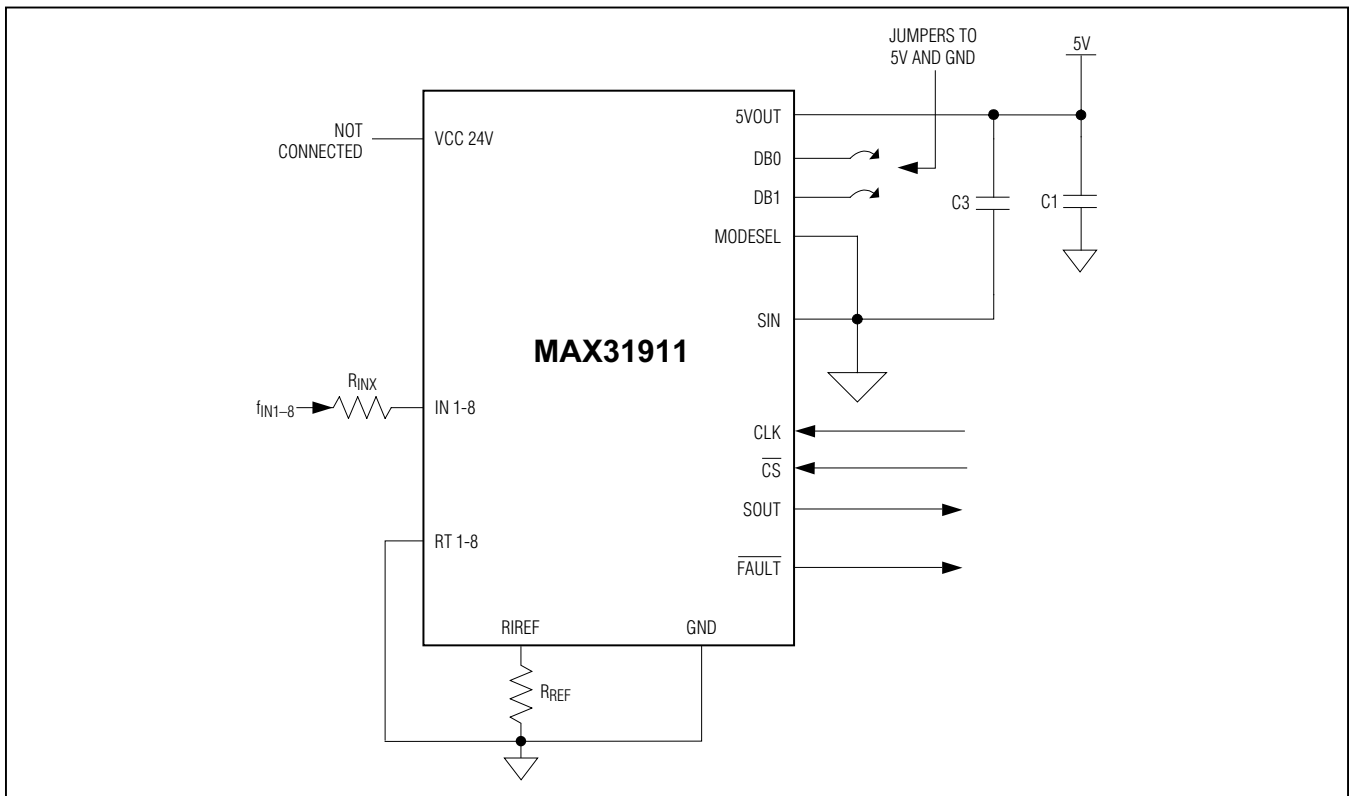 JUMPERS TO
5V AND GND
5V
NOT
CONNECTED
VCC 24V
5VOUT
DB0
DB1
C3
C1
MODESEL
SIN
MAX31911
RINX
fIN1–8
IN 1-8
CLK
CS
SOUT
RT 1-8
FAULT
RIREF
GND
RREF